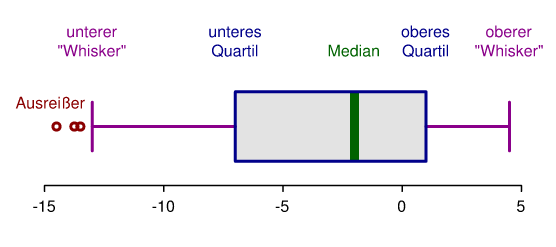 unterer
"Whisker"
unteres
Quartil
Median
oberes
Quartil
oberer
"Whisker"
Ausreißer
-15
-10
-5
0
5